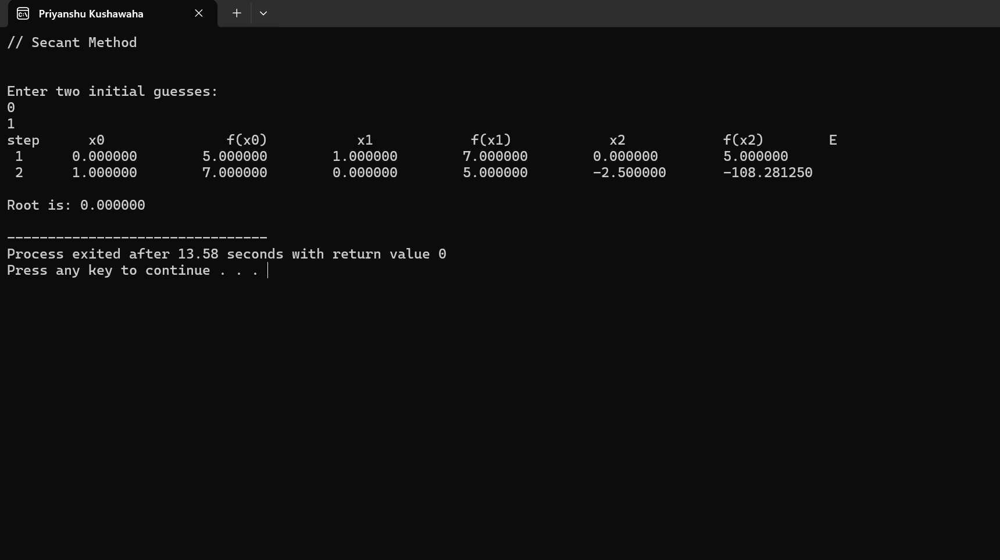 Priyanshu Kushawaha
// Secant Method
Enter two initial guesses:
0
1
step x0 f(x0) x1 f(x1) x2 f(x2) E
1 0.000000 5.000000 1.000000 7.000000 0.000000 5.000000
2 1.000000 7.000000 0.000000 5.000000 -2.500000 -108.281250
Root is: 0.000000
--------------------------------
Process exited after 13.58 seconds with return value 0
Press any key to continue . . .